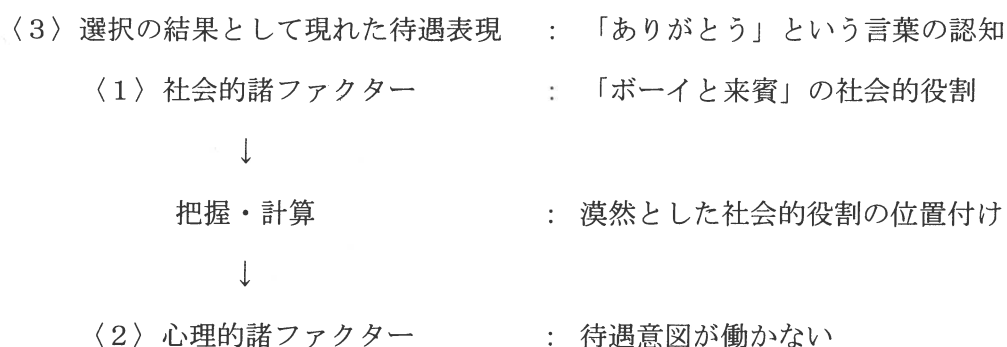 〈３〉選択の結果として現れた待遇表現　：　「ありがとう」という言葉の認知
〈１〉社会的諸ファクター　：　「ボーイと来賓」の社会的役割
↓
把握・計算　：　漠然とした社会的役割の位置付け
↓
〈２〉心理的諸ファクター　：　待遇意図が働かない